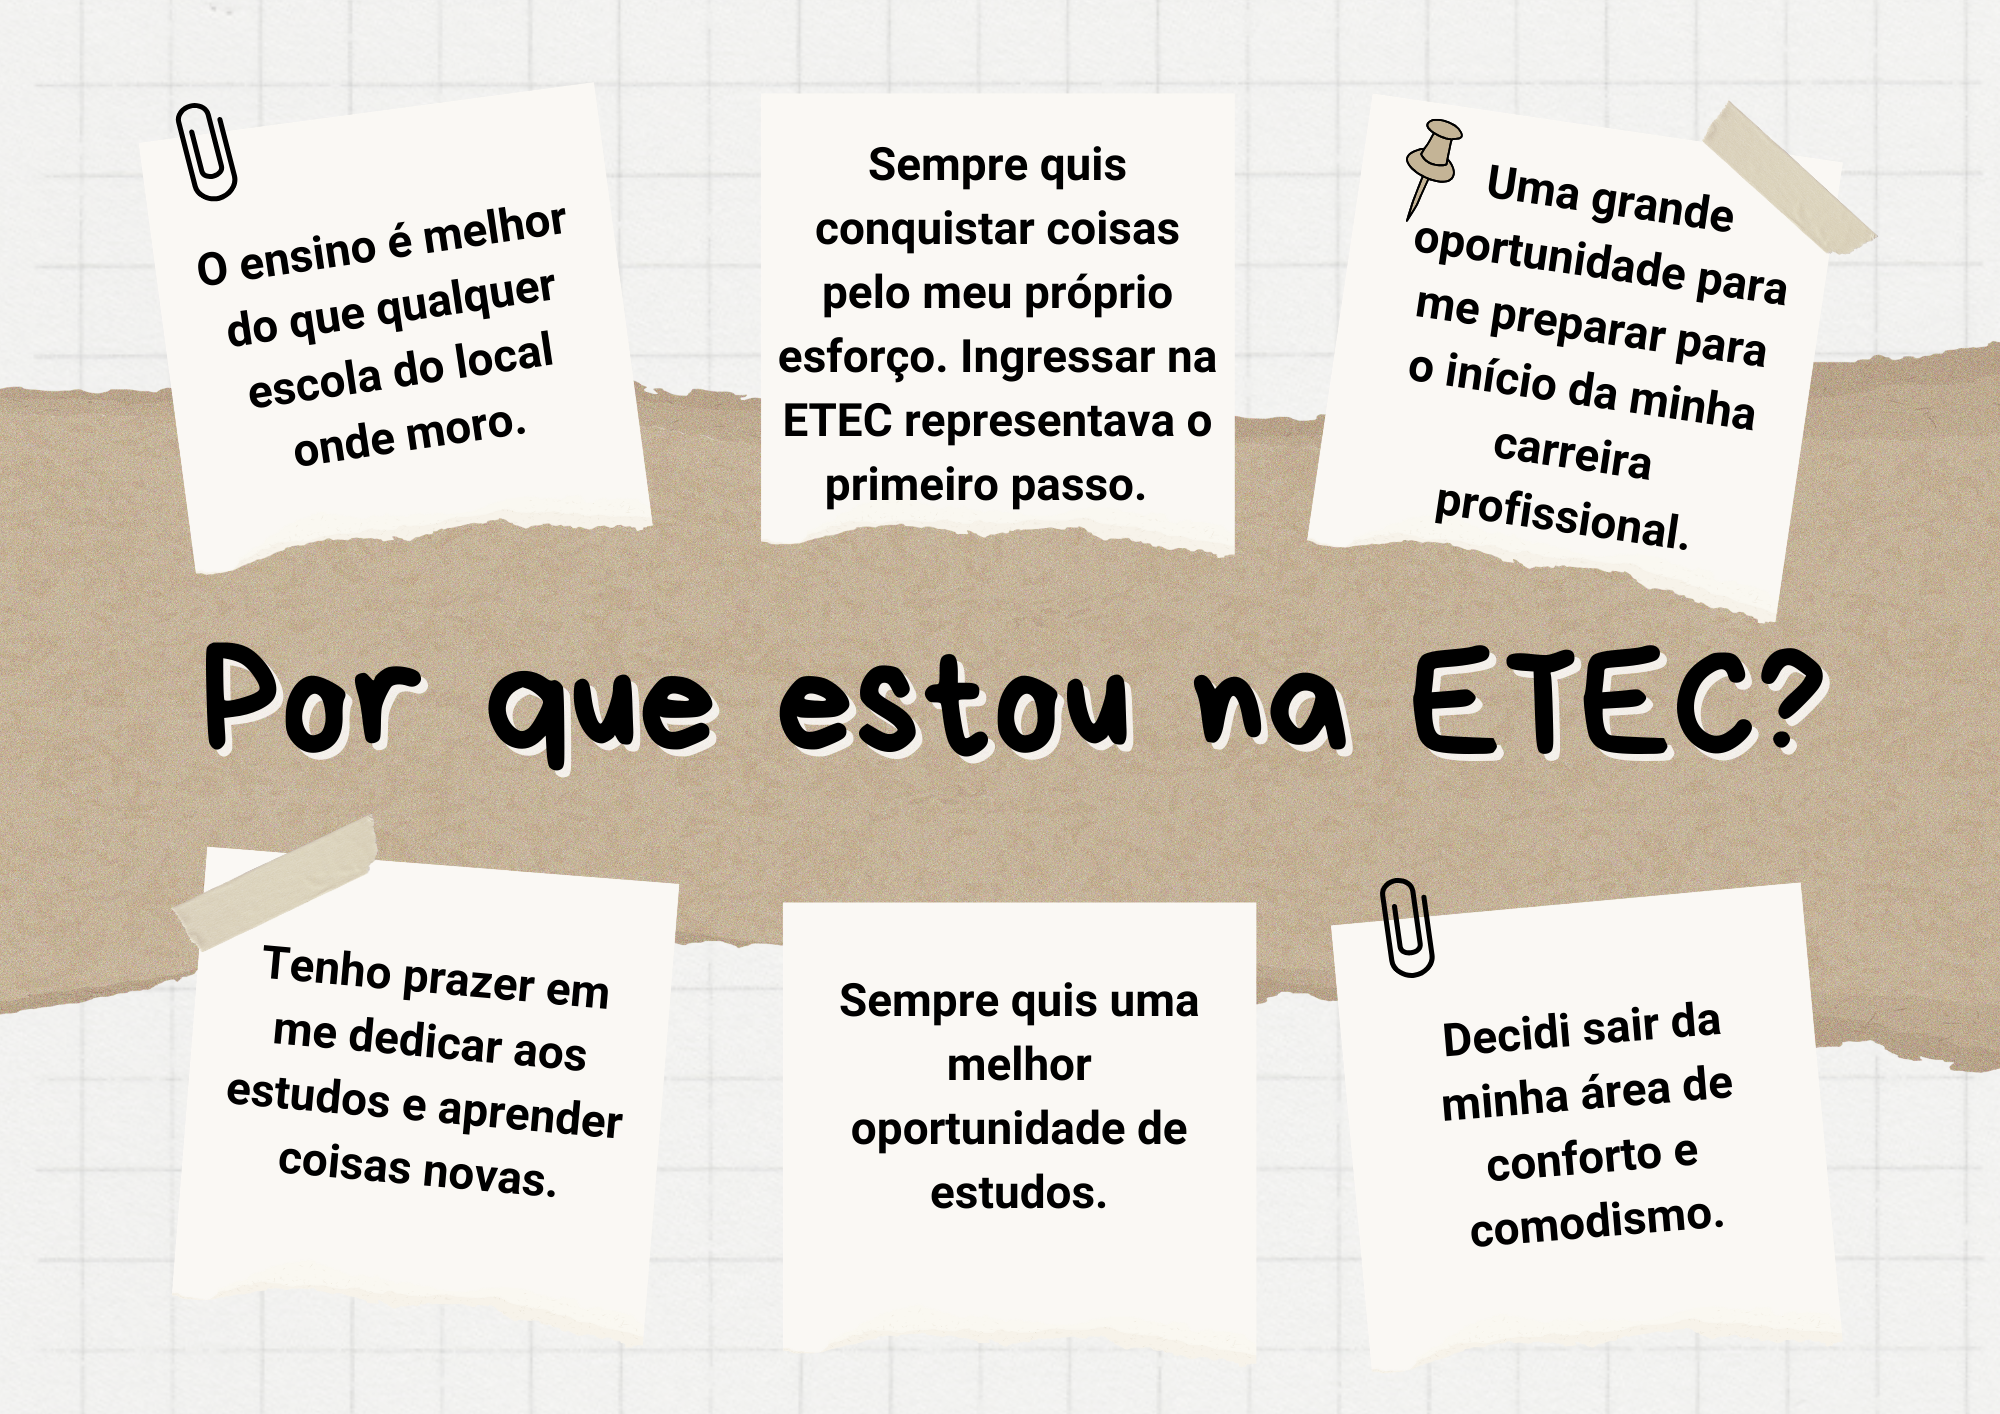 O ensino é melhor
do que qualquer
escola do local
onde moro.
Sempre quis
conquistar coisas
pelo meu próprio
esforço. Ingressar na
ETEC representava o
primeiro passo.
Uma grande
oportunidade para
me preparar para
o início da minha
carreira
profissional.
Por que estou na ETEC?
Tenho prazer em
me dedicar aos
estudos e aprender
coisas novas.
Sempre quis uma
melhor
oportunidade de
estudos.
Decidi sair da
minha área de
conforto e
comodismo.